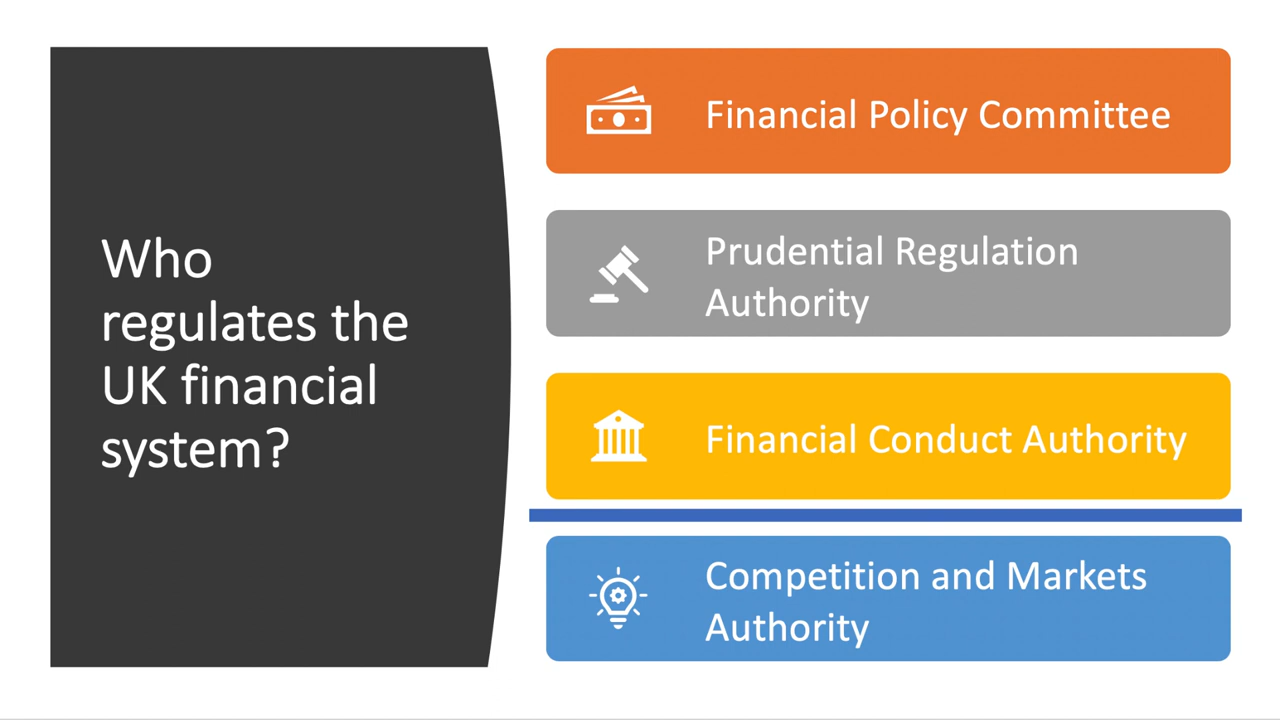 Who
regulates the
UK financial
system?
Financial Policy Committee
Prudential Regulation
Authority
Financial Conduct Authority
Competition and Markets
Authority